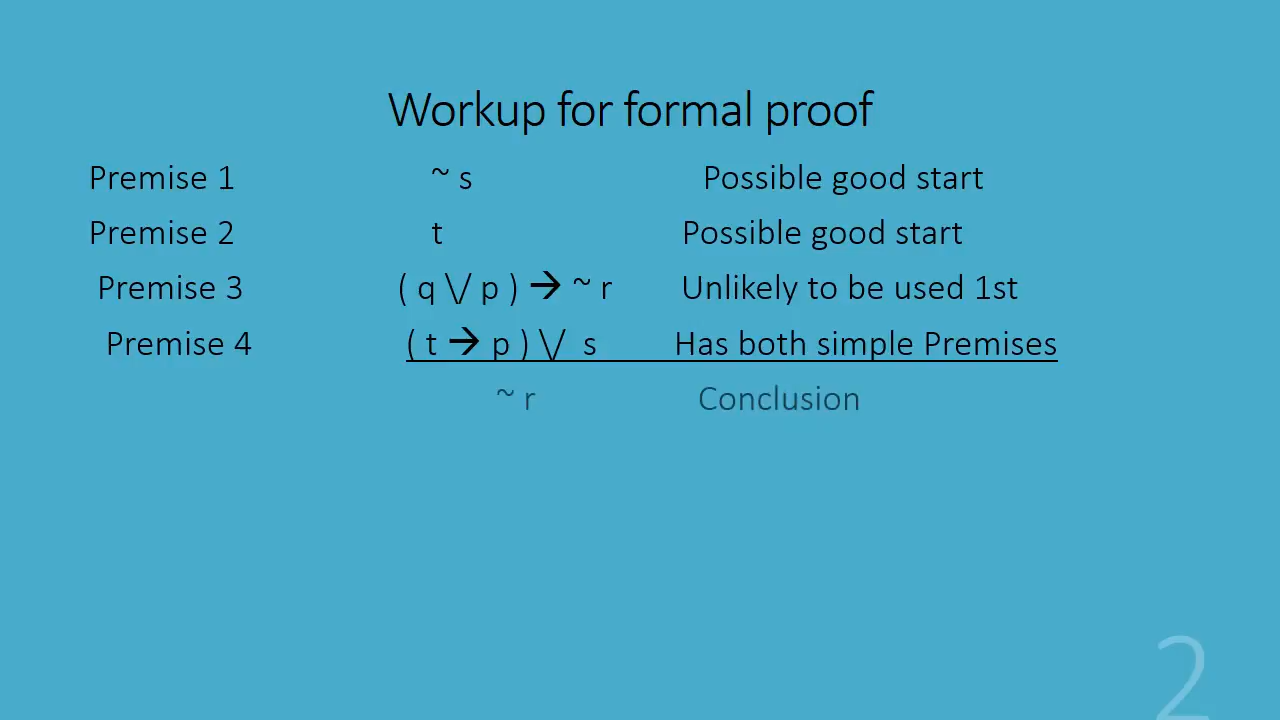 Workup for formal proof
Premise 1 ~ s Possible good start
Premise 2 t Possible good start
Premise 3 ( q \/ p ) → ~ r Unlikely to be used 1st
Premise 4 ( t → p ) \/ s Has both simple Premises
~ r Conclusion
2